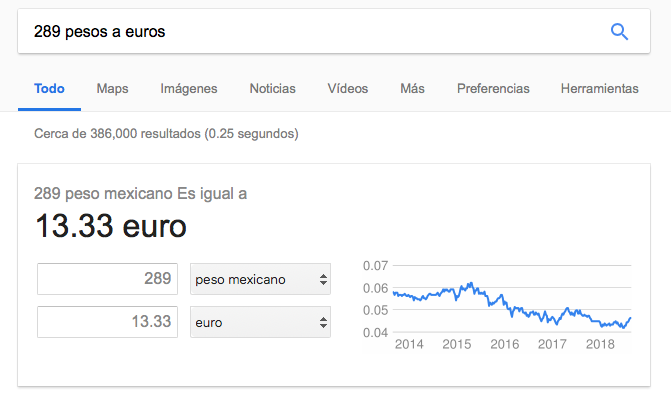 289 pesos a euros
Todo Maps Imágenes Noticias Vídeos Más Preferencias Herramientas
Cerca de 386,000 resultados (0.25 segundos)
289 peso mexicano Es igual a
13.33 euro
289 peso mexicano
13.33 euro
0.07
0.06
0.05
0.04
2014 2015 2016 2017 2018